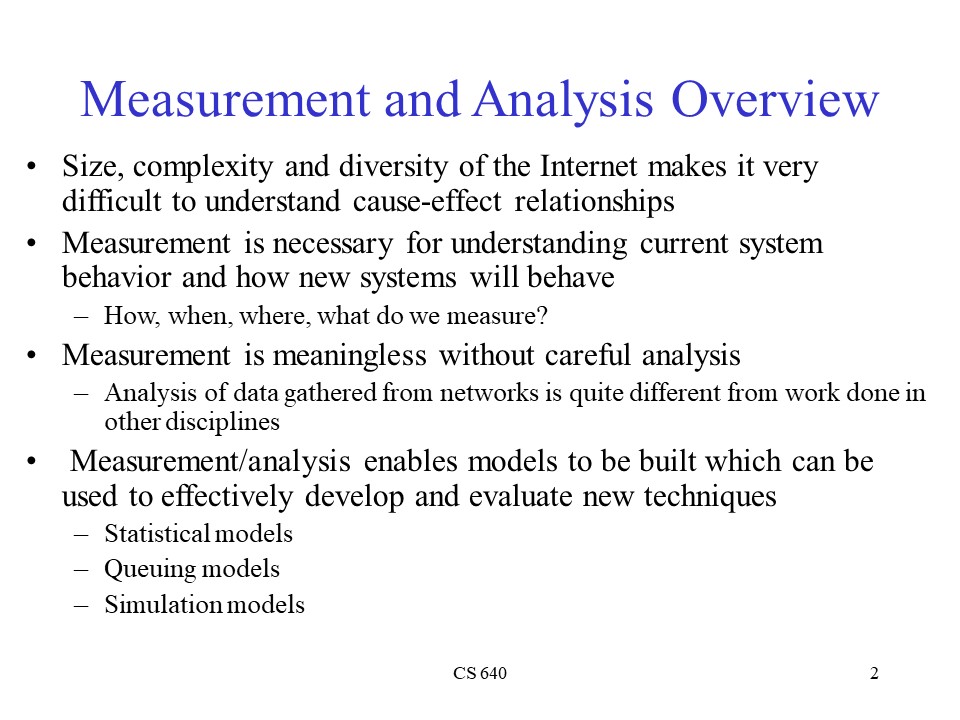 Measurement and Analysis Overview
• Size, complexity and diversity of the Internet makes it very
difficult to understand cause-effect relationships
• Measurement is necessary for understanding current system
behavior and how new systems will behave
– How, when, where, what do we measure?
• Measurement is meaningless without careful analysis
– Analysis of data gathered from networks is quite different from work done in
other disciplines
• Measurement/analysis enables models to be built which can be
used to effectively develop and evaluate new techniques
– Statistical models
– Queuing models
– Simulation models
CS 640
2